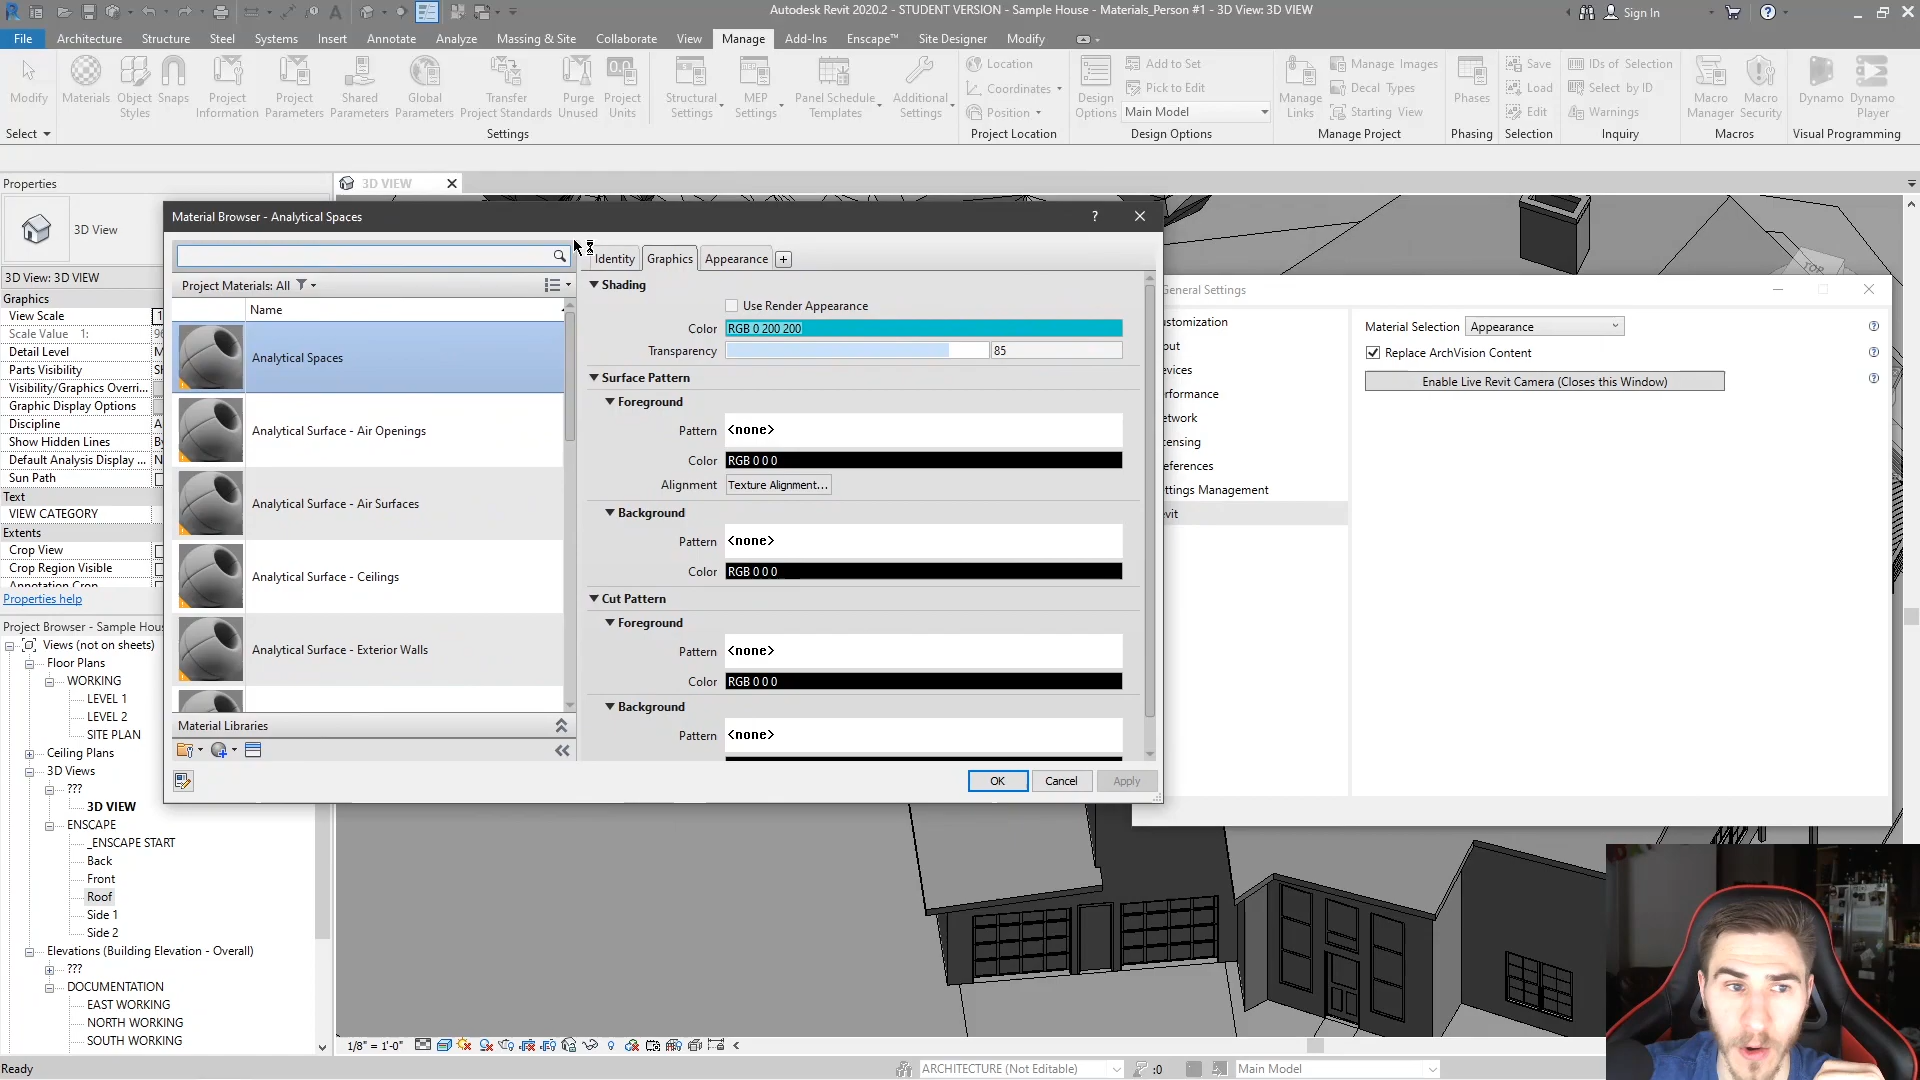 Autodesk Revit 2020.2 - STUDENT VERSION - Sample House - Materials_Person #1 - 3D View: 3D VIEW
Sign In
File Architecture Structure Steel Systems Insert Annotate Analyze Massing & Site Collaborate View Manage Add-Ins Enscape™ Site Designer Modify
Modify
Materials
Object Styles
Snaps
Project Information
Project Parameters
Shared Parameters
Global Parameters
Transfer Project Standards
Purge Unused
Project Units
Structural Settings
MEP Settings
Panel Schedule Templates
Additional Settings
Location
Coordinates
Position
Design Options
Add to Set
Pick to Edit
Main Model
Manage Links
Manage Images
Decal Types
Starting View
Phases
Save
Load
Edit
IDs of Selection
Select by ID
Warnings
Macro Manager
Macro Security
Dynamo
Dynamo Player
Select
Settings
Project Location
Design Options
Manage Project
Phasing
Selection
Inquiry
Macros
Visual Programming
Properties
3D VIEW
3D View
3D View: 3D VIEW
Graphics
View Scale
Scale Value 1:
Detail Level
Parts Visibility
Visibility/Graphics Overri...
Graphic Display Options
Discipline
Show Hidden Lines
Default Analysis Display ...
Sun Path
Text
VIEW CATEGORY
Extents
Crop View
Crop Region Visible
Annotation Crop
Properties help
Project Browser - Sample Hous
Views (not on sheets)
Floor Plans
WORKING
LEVEL 1
LEVEL 2
SITE PLAN
Ceiling Plans
3D Views
???
3D VIEW
ENSCAPE
_ENSCAPE START
Back
Front
Roof
Side 1
Side 2
Elevations (Building Elevation - Overall)
???
DOCUMENTATION
EAST WORKING
NORTH WORKING
SOUTH WORKING
Material Browser - Analytical Spaces
?
Project Materials: All
Name
Analytical Spaces
Analytical Surface - Air Openings
Analytical Surface - Air Surfaces
Analytical Surface - Ceilings
Analytical Surface - Exterior Walls
Material Libraries
Identity Graphics Appearance +
Shading
Use Render Appearance
Color RGB 0 200 200
Transparency 85
Surface Pattern
Foreground
Pattern <none>
Color RGB 0 0 0
Alignment Texture Alignment...
Background
Pattern <none>
Color RGB 0 0 0
Cut Pattern
Foreground
Pattern <none>
Color RGB 0 0 0
Background
Pattern <none>
OK Cancel Apply
TOP
General Settings
ustomization
put
evices
rformance
etwork
ensing
eferences
ttings Management
evit
Material Selection Appearance
Replace ArchVision Content
Enable Live Revit Camera (Closes this Window)
1/8" = 1'-0"
Ready
ARCHITECTURE (Not Editable)
:0
Main Model